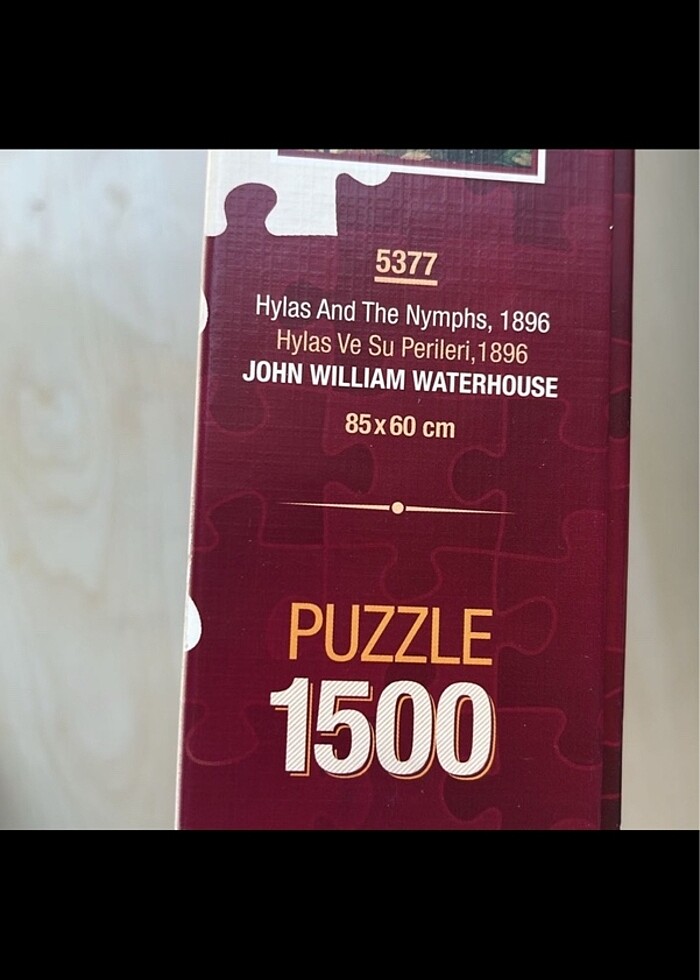 5377
Hylas And The Nymphs, 1896
Hylas Ve Su Perileri,1896
JOHN WILLIAM WATERHOUSE
85x60 cm
PUZZLE
1500